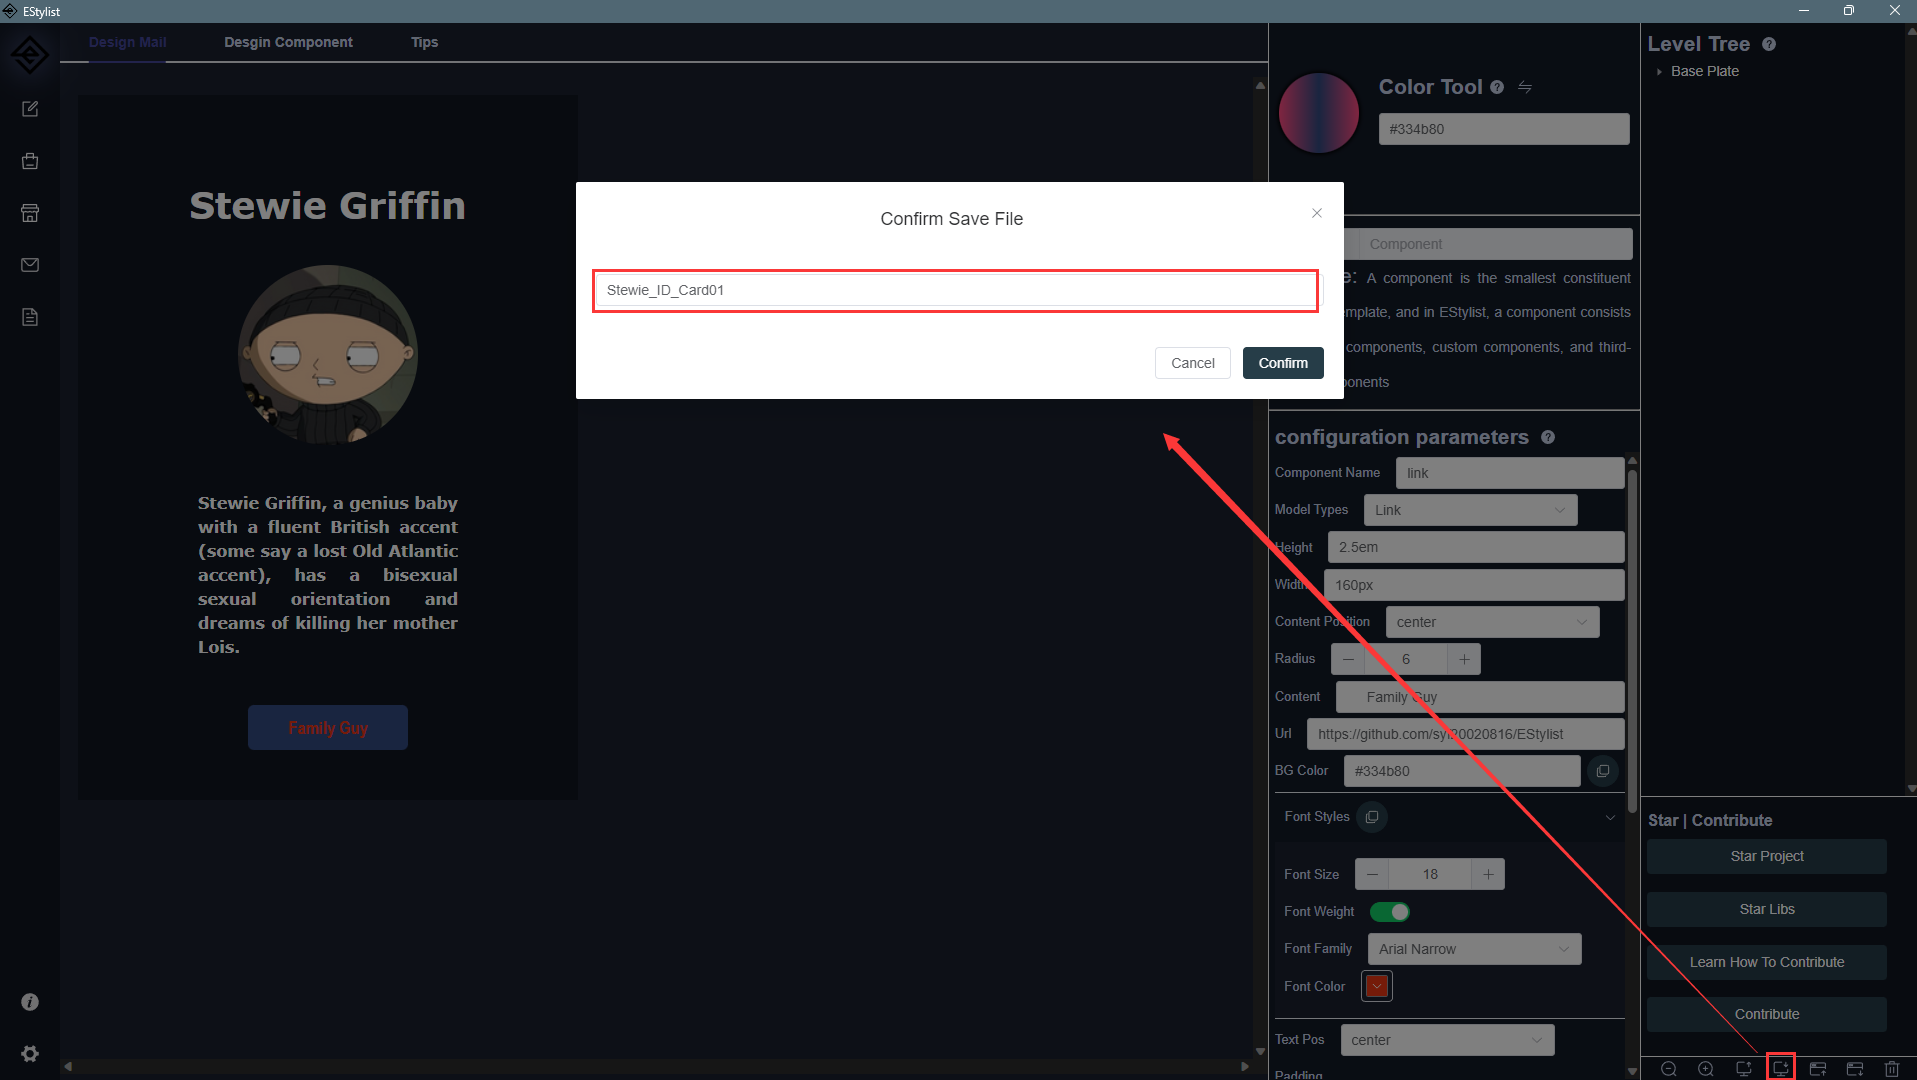 EStylist
Design Mail
Desgin Component
Tips
Stewie Griffin
Stewie Griffin, a genius baby
with a fluent British accent
(some say a lost Old Atlantic
accent), has a bisexual
sexual orientation and
dreams of killing her mother
Lois.
Family Guy
Confirm Save File
Stewie_ID_Card01
Cancel
Confirm
Color Tool
#334b80
Component
e: A component is the smallest constituent
mplate, and in EStylist, a component consists
components, custom components, and third-
ponents
configuration parameters
Component Name
link
Model Types
Link
Height
2.5em
Width
160px
Content Position
center
Radius
6
Content
Family Guy
Url
https://github.com/syf20020816/EStylist
BG Color
#334b80
Font Styles
Font Size
18
Font Weight
Font Family
Arial Narrow
Font Color
Text Pos
center
Padding
Level Tree
Base Plate
Star | Contribute
Star Project
Star Libs
Learn How To Contribute
Contribute